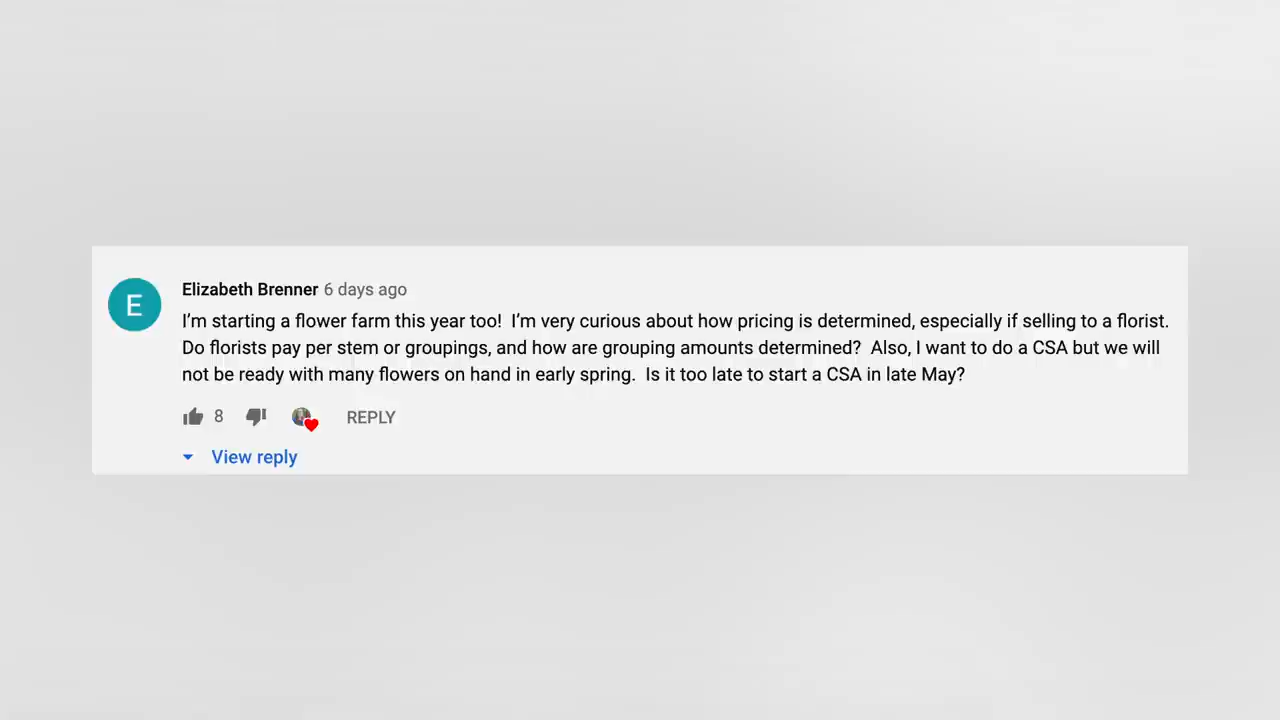 E
Elizabeth Brenner 6 days ago
I'm starting a flower farm this year too!  I'm very curious about how pricing is determined, especially if selling to a florist.
Do florists pay per stem or groupings, and how are grouping amounts determined?  Also, I want to do a CSA but we will
not be ready with many flowers on hand in early spring.  Is it too late to start a CSA in late May?
8 REPLY
View reply